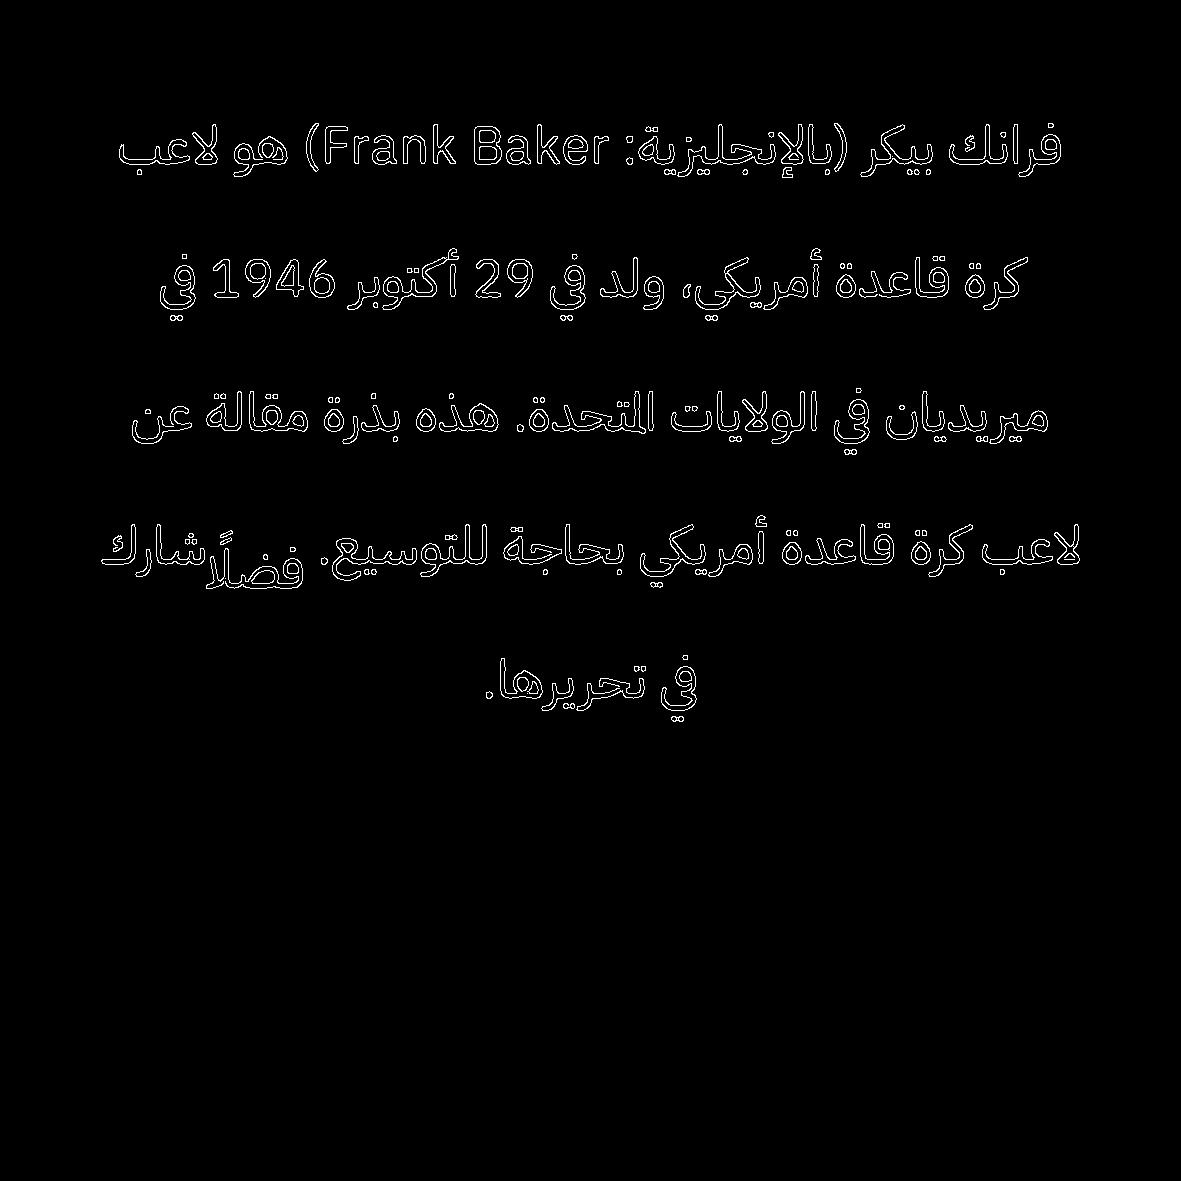 فرانك بيكر (بالإنجليزية: Frank Baker) هو لاعب
كرة قاعدة أمريكي، ولد في 29 أكتوبر 1946 في
ميريديان في الولايات المتحدة. هذه بذرة مقالة عن
لاعب كرة قاعدة أمريكي بحاجة للتوسيع. فضلًا شارك
في تحريرها.